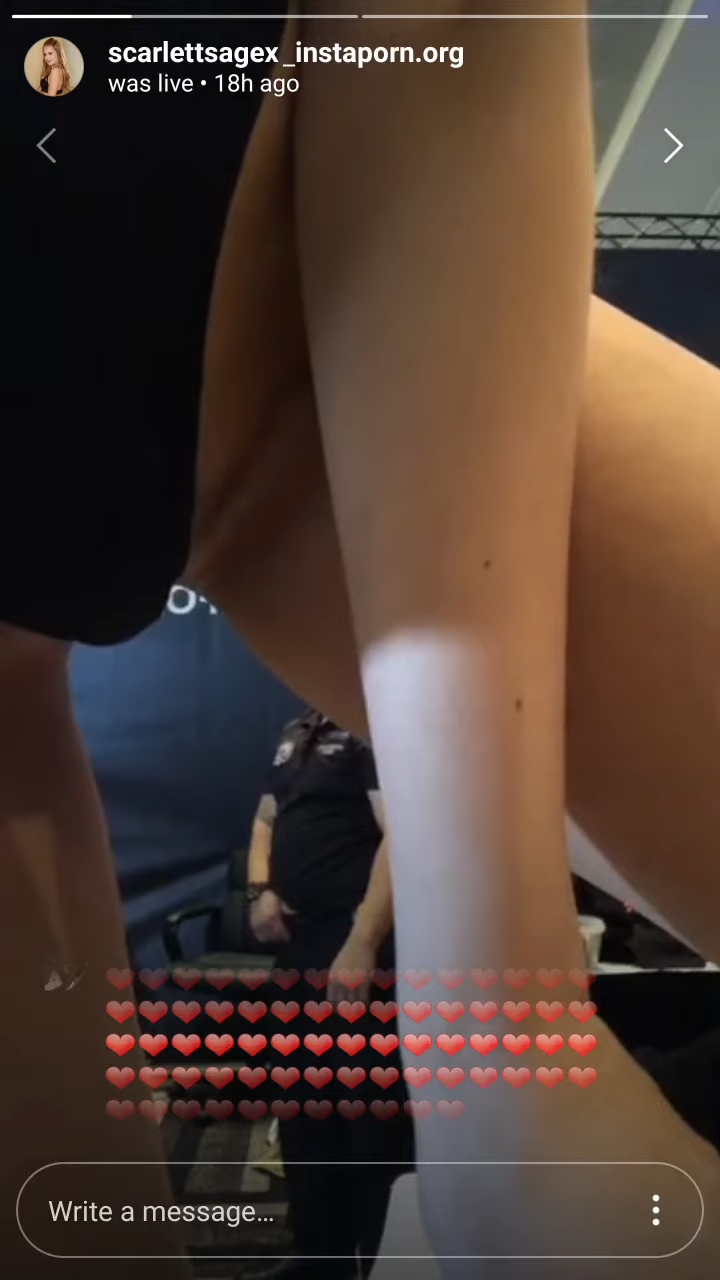 scarlettsagex_instaporn.org
was live • 18h ago
Write a message...